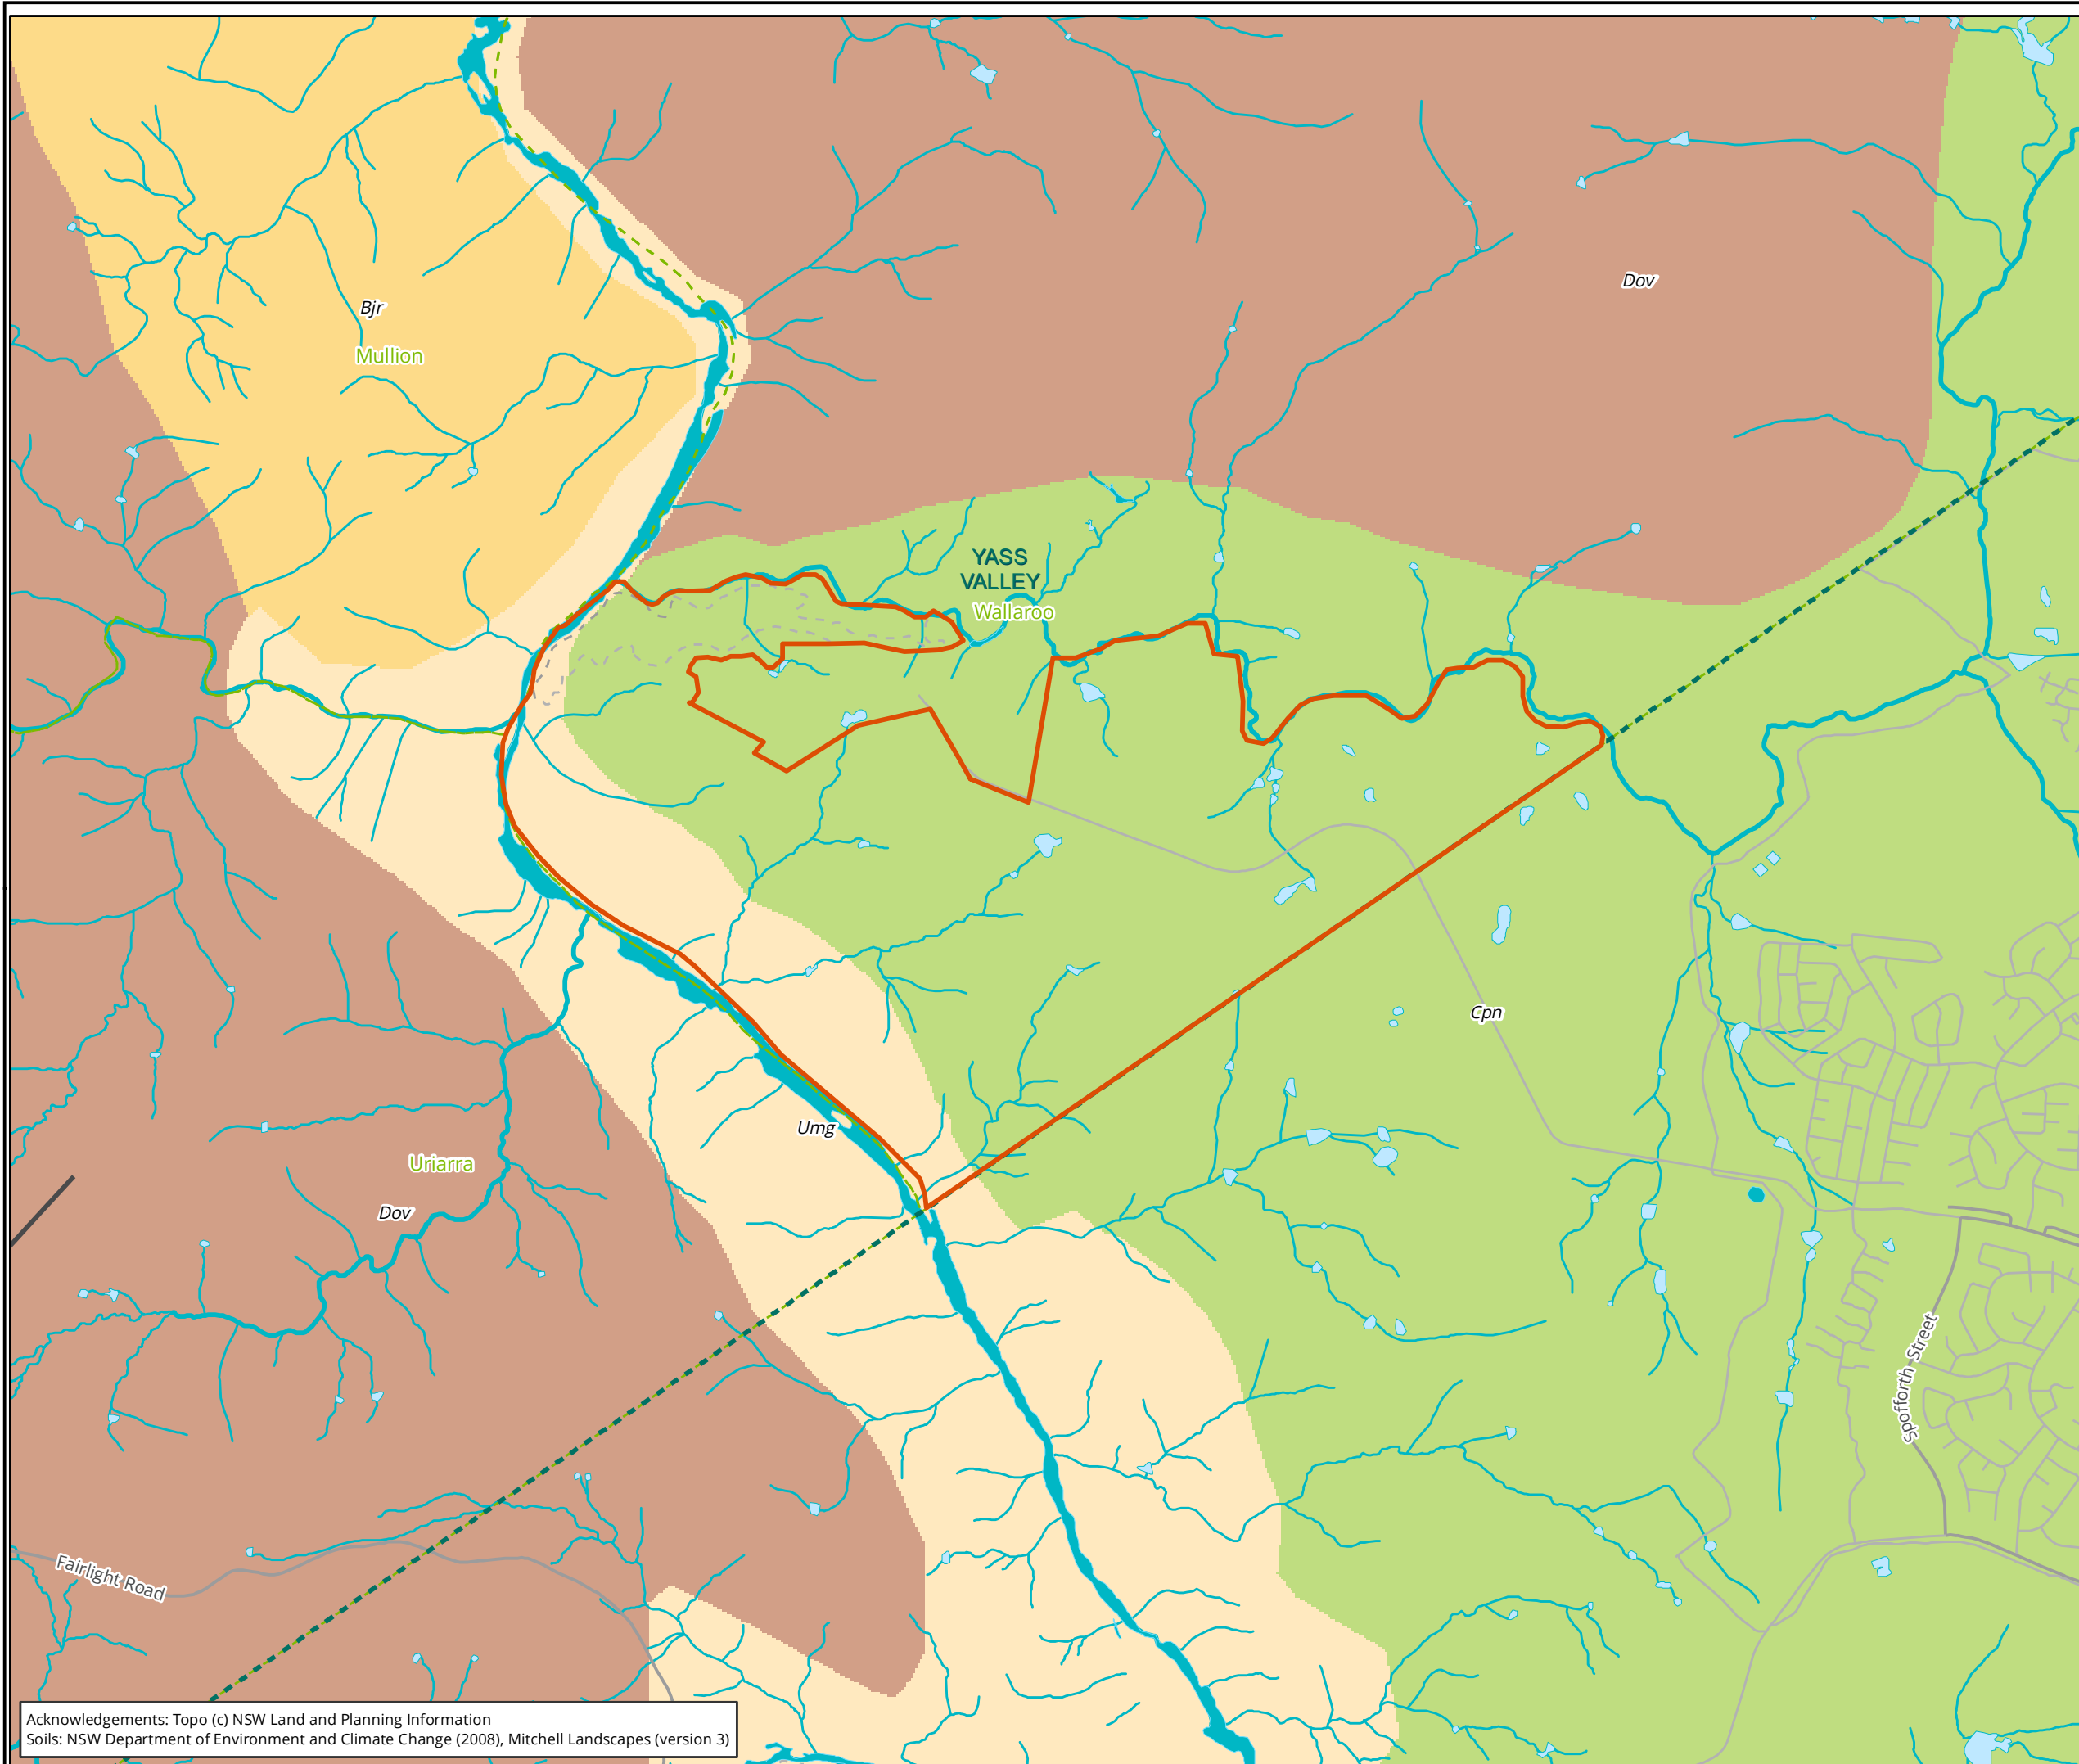 Dov
Bjr
Mullion
YASS
VALLEY
Wallaroo
Cpn
Umg
Uriarra
Dov
Spofforth Street
Fairlight Road
Acknowledgements: Topo (c) NSW Land and Planning Information
Soils: NSW Department of Environment and Climate Change (2008), Mitchell Landscapes (version 3)